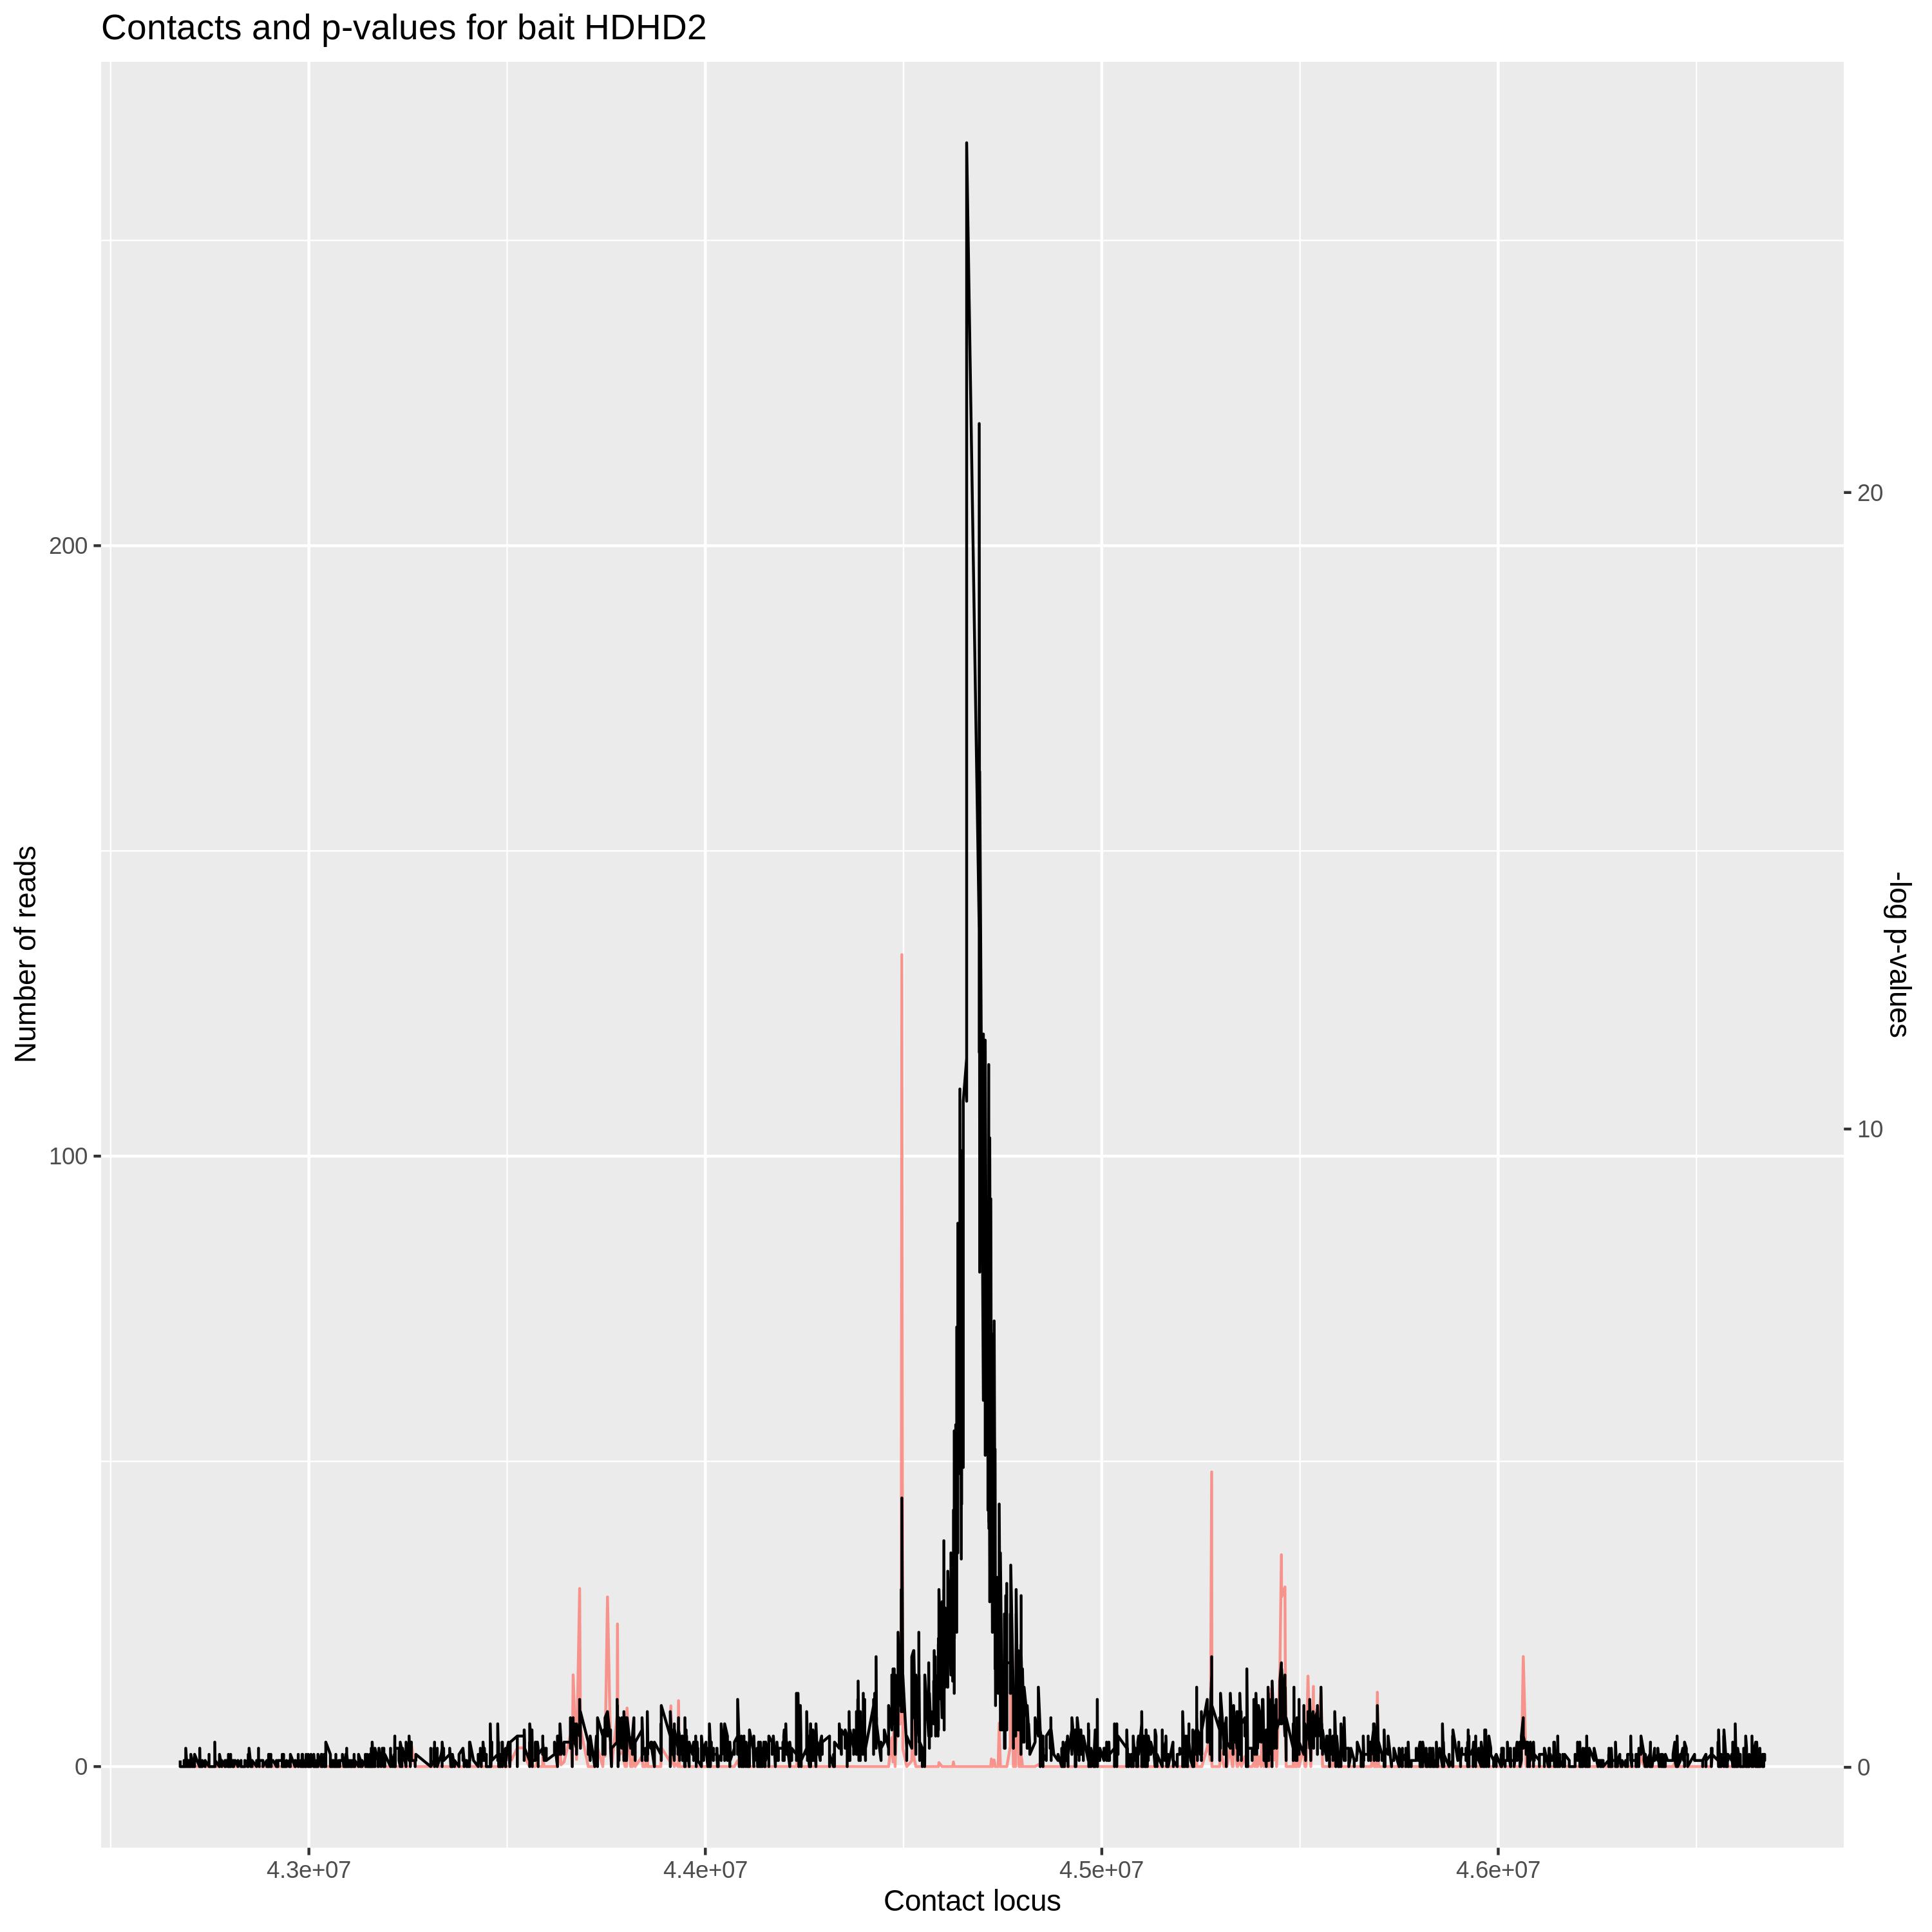 Contacts and p-values for bait HDHD2
Number of reads
200
100
0
20
10
0
-log p-values
4.3e+07 4.4e+07 4.5e+07 4.6e+07
Contact locus